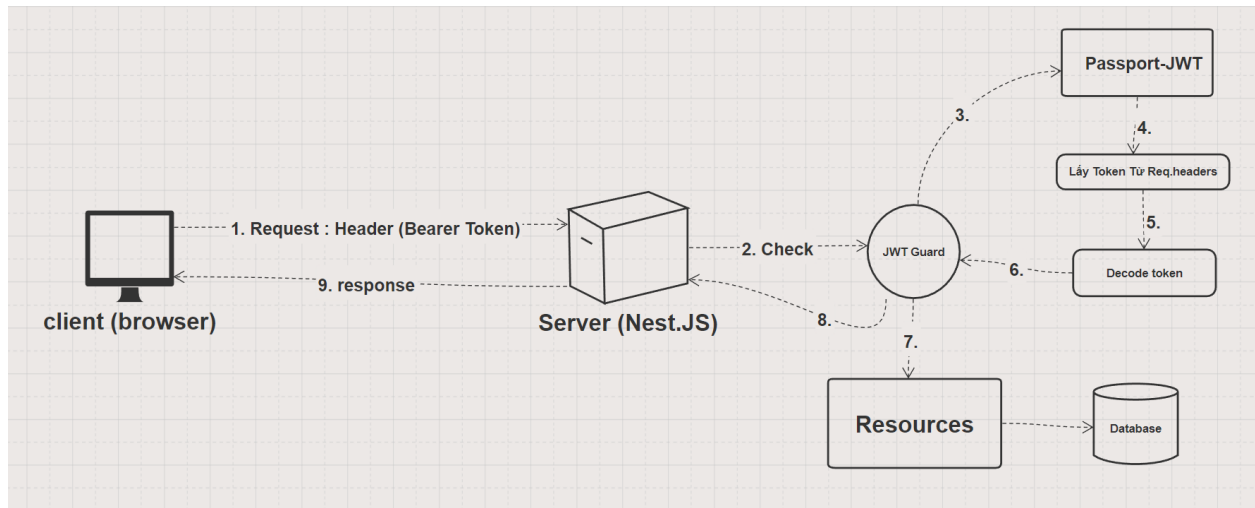 Passport-JWT
3.
4.
Lấy Token Từ Req.headers
1. Request : Header (Bearer Token)
5.
2. Check
JWT Guard
6.
Decode token
9. response
client (browser)
Server (Nest.JS)
8.
7.
Resources
Database